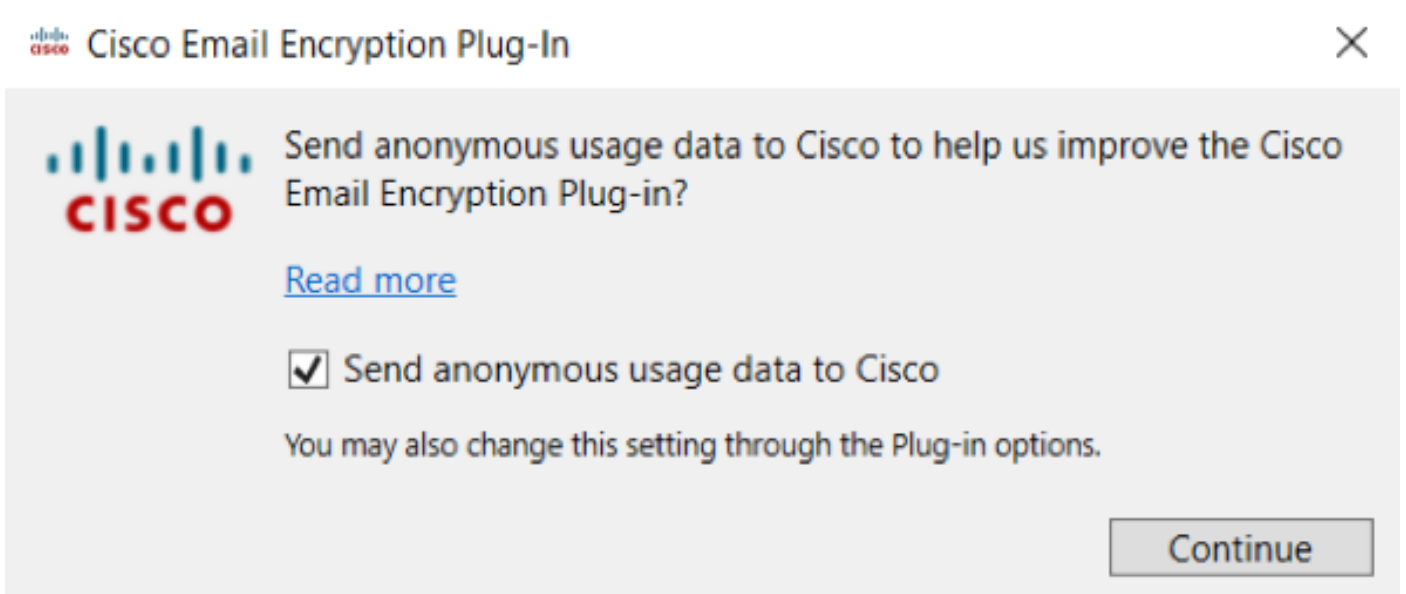 CISCO Cisco Email Encryption Plug-In
CISCO
Send anonymous usage data to Cisco to help us improve the Cisco
Email Encryption Plug-in?
Read more
Send anonymous usage data to Cisco
You may also change this setting through the Plug-in options.
Continue